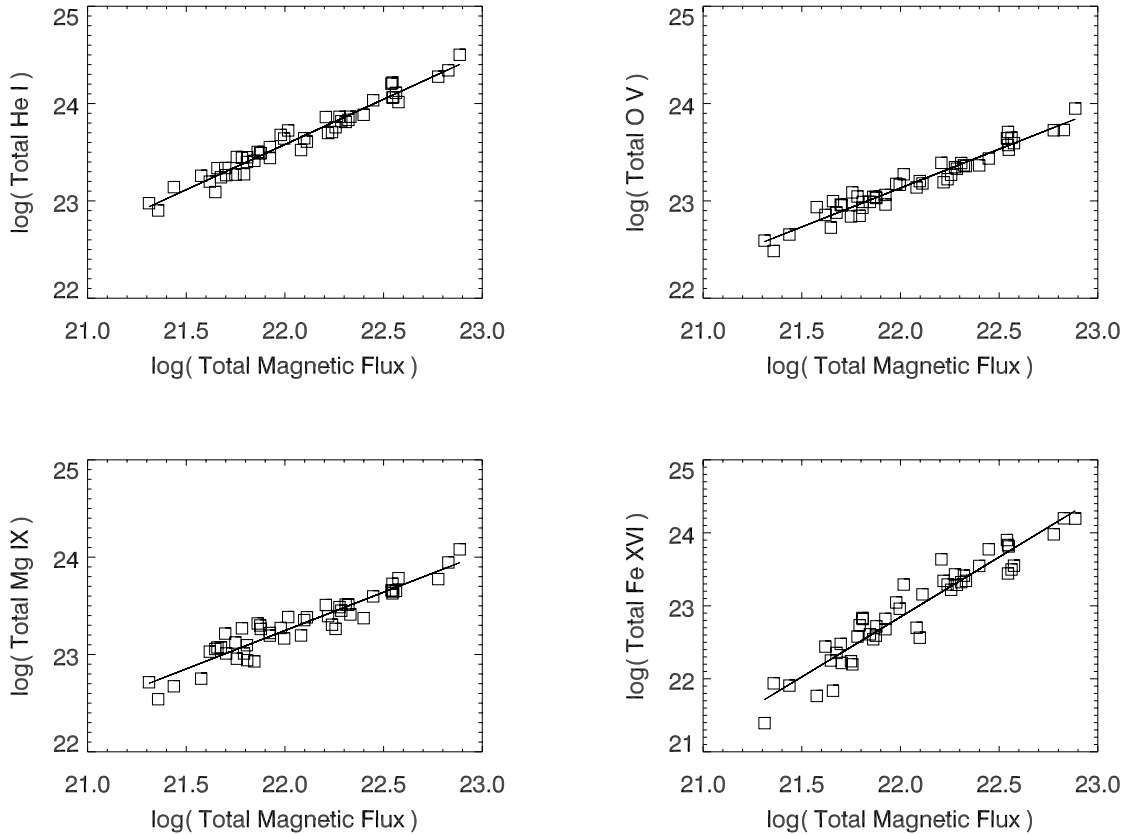 25
24
23
22
log( Total He I )
21.0 21.5 22.0 22.5 23.0
log( Total Magnetic Flux )
25
24
23
22
log( Total O V )
21.0 21.5 22.0 22.5 23.0
log( Total Magnetic Flux )
25
24
23
22
log( Total Mg IX )
21.0 21.5 22.0 22.5 23.0
log( Total Magnetic Flux )
25
24
23
22
21
log( Total Fe XVI )
21.0 21.5 22.0 22.5 23.0
log( Total Magnetic Flux )